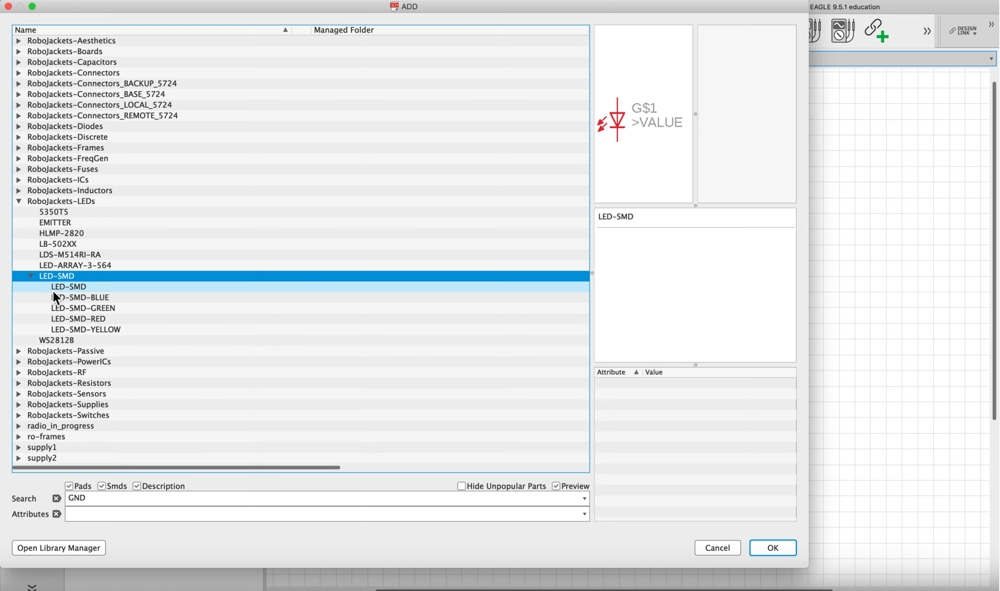 SCH ADD
EAGLE 9.5.1 education
DESIGN
LINK
Name
Managed Folder
RoboJackets-Aesthetics
RoboJackets-Boards
RoboJackets-Capacitors
RoboJackets-Connectors
RoboJackets-Connectors_BACKUP_5724
RoboJackets-Connectors_BASE_5724
RoboJackets-Connectors_LOCAL_5724
RoboJackets-Connectors_REMOTE_5724
RoboJackets-Diodes
RoboJackets-Discrete
RoboJackets-Frames
RoboJackets-FreqGen
RoboJackets-Fuses
RoboJackets-ICs
RoboJackets-Inductors
RoboJackets-LEDs
5350T5
EMITTER
HLMP-2820
LB-502XX
LDS-M514RI-RA
LED-ARRAY-3-564
LED-SMD
LED-SMD
LED-SMD-BLUE
LED-SMD-GREEN
LED-SMD-RED
LED-SMD-YELLOW
WS2812B
RoboJackets-Passive
RoboJackets-PowerICs
RoboJackets-RF
RoboJackets-Resistors
RoboJackets-Sensors
RoboJackets-Supplies
RoboJackets-Switches
radio_in_progress
ro-frames
supply1
supply2
G$1
>VALUE
LED-SMD
Attribute Value
Pads Smds Description
Hide Unpopular Parts Preview
Search GND
Attributes
Open Library Manager
Cancel
OK